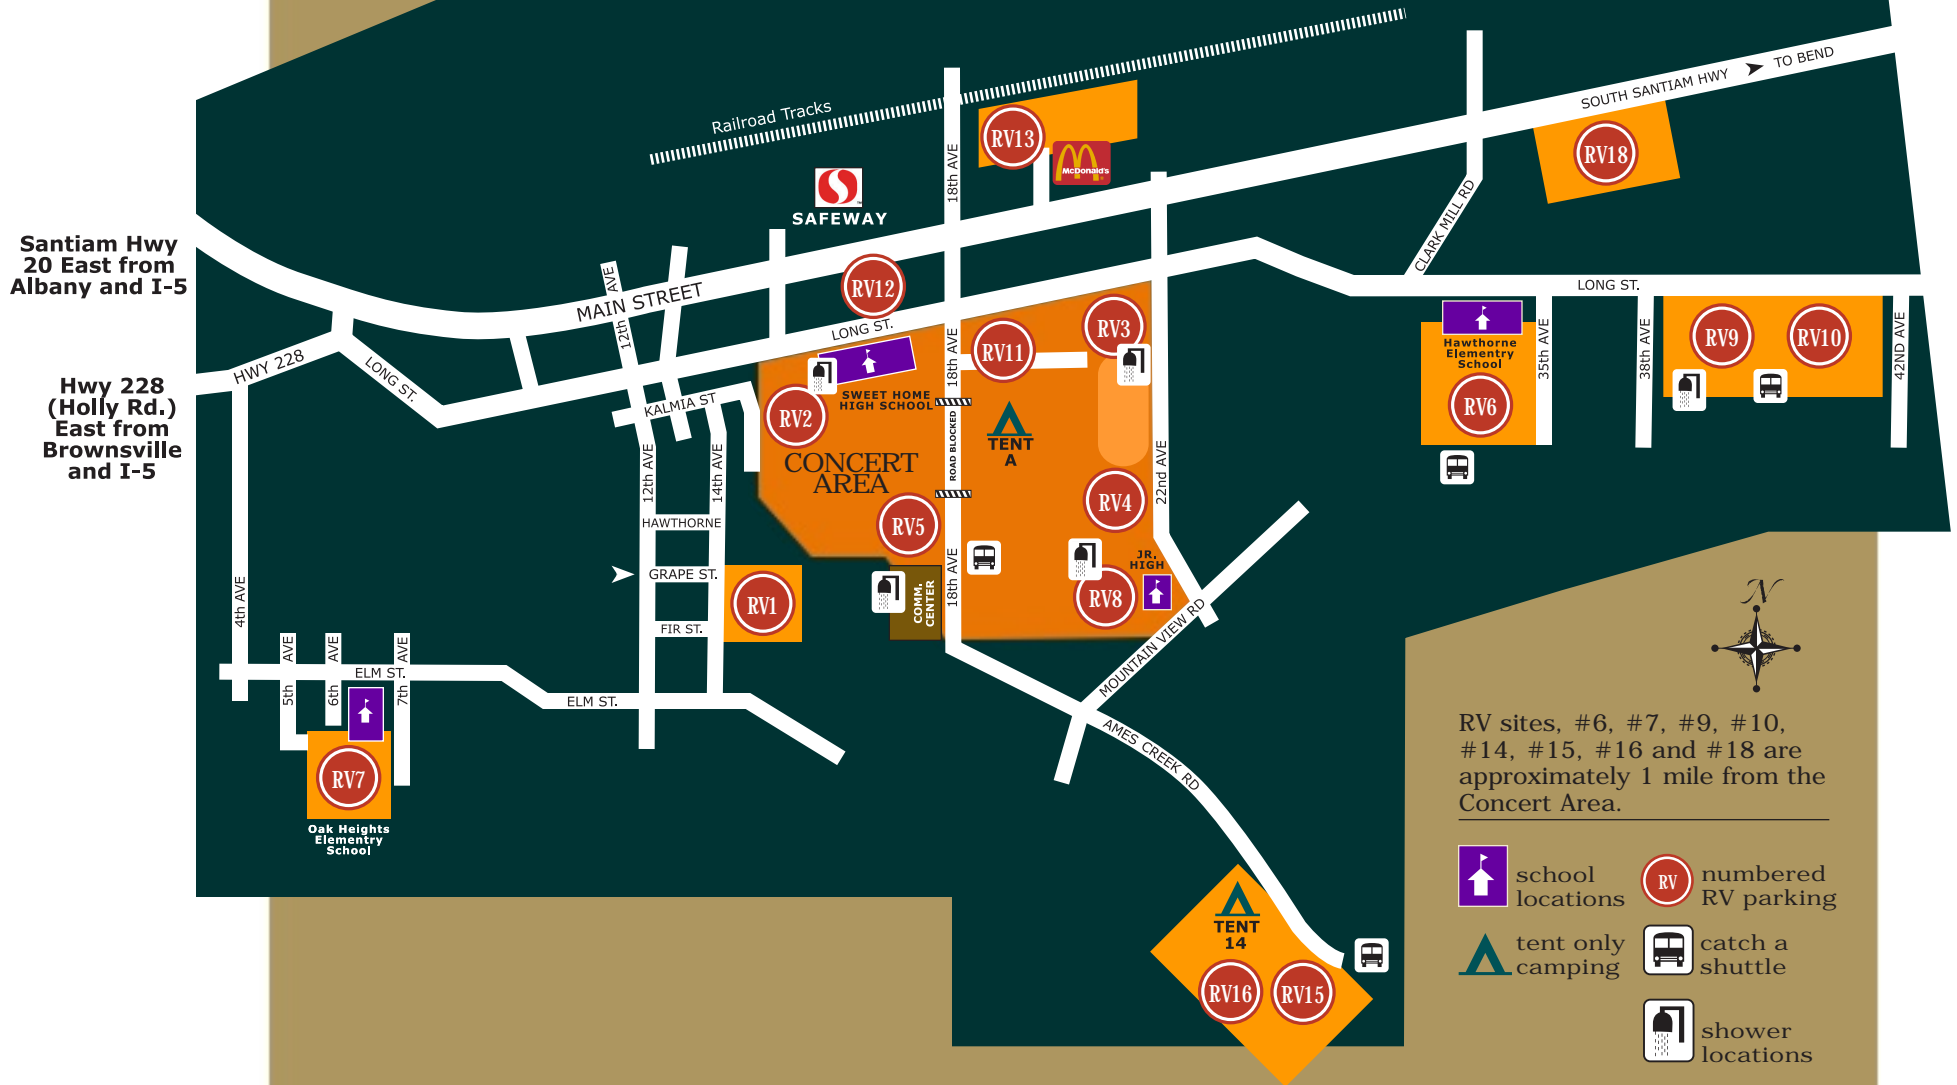 Railroad Tracks
SOUTH SANTIAM HWY
TO BEND
18th AVE
RV13
McDonald's
RV18
SAFEWAY
CLARK MILL RD
Santiam Hwy
20 East from
Albany and I-5
12th AVE
MAIN STREET
RV12
LONG ST.
LONG ST.
HWY 228
LONG ST.
Hwy 228
(Holly Rd.)
East from
Brownsville
and I-5
KALMIA ST
RV2
SWEET HOME
HIGH SCHOOL
18th AVE
RV11
RV3
ROAD BLOCKED
TENT
A
CONCERT
AREA
RV5
RV4
22nd AVE
Hawthorne
Elementry
School
RV6
35th AVE
38th AVE
RV9
RV10
42ND AVE
12th AVE
14th AVE
HAWTHORNE
GRAPE ST.
FIR ST.
RV1
COMM.
CENTER
18th AVE
JR.
HIGH
RV8
MOUNTAIN VIEW RD
4th AVE
5th AVE
6th AVE
7th AVE
ELM ST.
ELM ST.
RV7
Oak Heights
Elementry
School
AMES CREEK RD
TENT
14
RV16
RV15
N
RV sites, #6, #7, #9, #10,
#14, #15, #16 and #18 are
approximately 1 mile from the
Concert Area.
school
locations
RV
numbered
RV parking
tent only
camping
catch a
shuttle
shower
locations